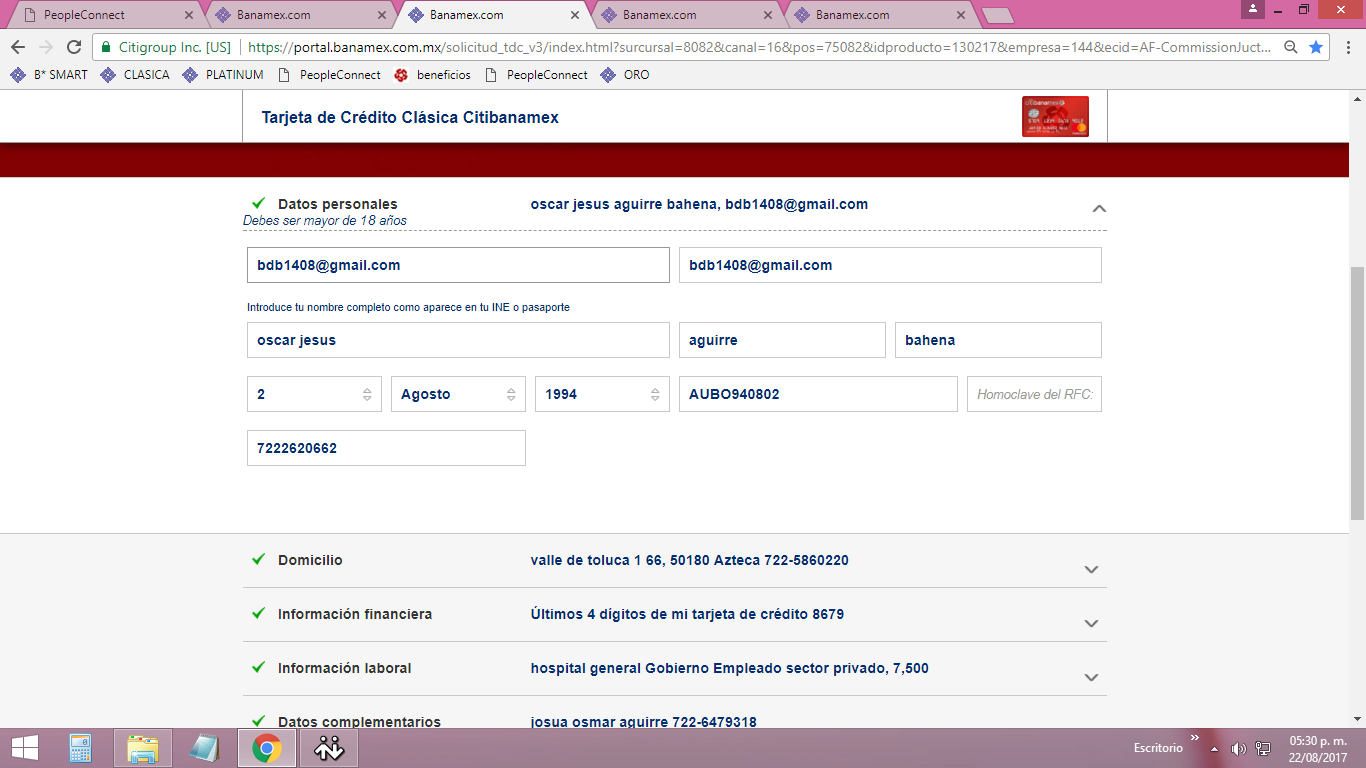 PeopleConnect
Banamex.com
Banamex.com
Banamex.com
Banamex.com
Citigroup Inc. [US]
https://portal.banamex.com.mx/solicitud_tdc_v3/index.html?surcursal=8082&canal=16&pos=75082&idproducto=130217&empresa=144&ecid=AF-CommissionJuct...
B* SMART
CLASICA
PLATINUM
PeopleConnect
beneficios
PeopleConnect
ORO
Tarjeta de Crédito Clásica Citibanamex
citibanamex
Datos personales
oscar jesus aguirre bahena, bdb1408@gmail.com
Debes ser mayor de 18 años
bdb1408@gmail.com
bdb1408@gmail.com
Introduce tu nombre completo como aparece en tu INE o pasaporte
oscar jesus
aguirre
bahena
2
Agosto
1994
AUBO940802
Homoclave del RFC:
7222620662
Domicilio
valle de toluca 1 66, 50180 Azteca 722-5860220
Información financiera
Últimos 4 dígitos de mi tarjeta de crédito 8679
Información laboral
hospital general Gobierno Empleado sector privado, 7,500
Datos complementarios
josua osmar aguirre 722-6479318
Escritorio
05:30 p. m.
22/08/2017